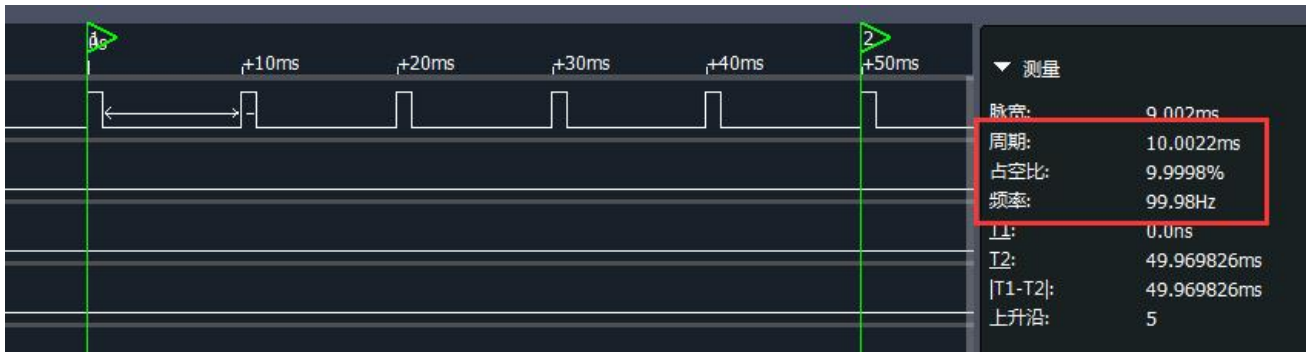 0s
1
2
+10ms
+20ms
+30ms
+40ms
+50ms
测量
脉宽: 9.002ms
周期: 10.0022ms
占空比: 9.9998%
频率: 99.98Hz
T1: 0.0ns
T2: 49.969826ms
|T1-T2|: 49.969826ms
上升沿: 5